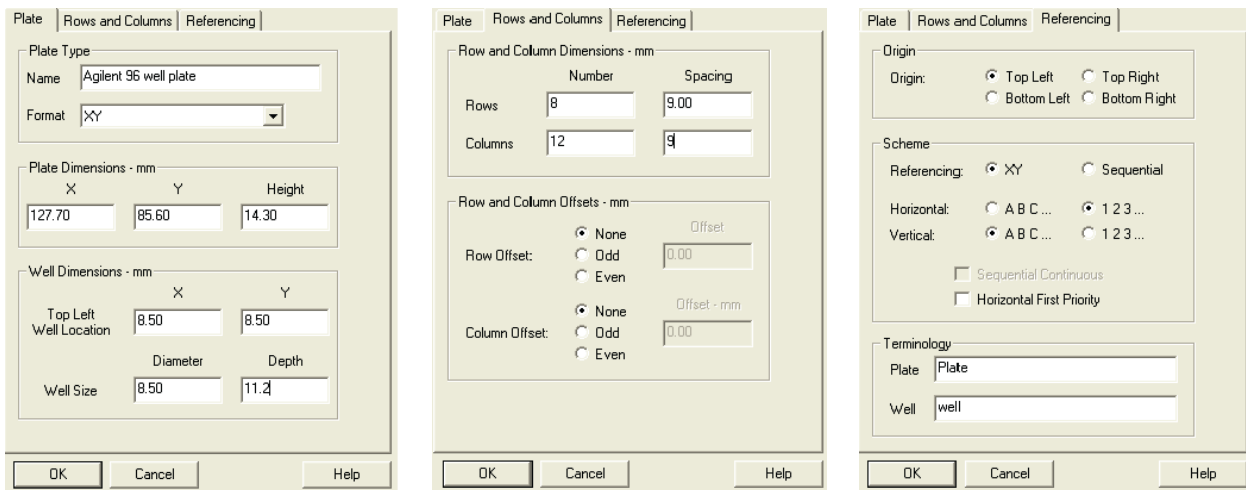 Plate Rows and Columns Referencing
Plate Type
Name Agilent 96 well plate
Format XY
Plate Dimensions - mm
X Y Height
127.70 85.60 14.30
Well Dimensions - mm
X Y
Top Left
Well Location 8.50 8.50
Diameter Depth
Well Size 8.50 11.2
OK Cancel Help
Plate Rows and Columns Referencing
Row and Column Dimensions - mm
Number Spacing
Rows 8 9.00
Columns 12 9
Row and Column Offsets - mm
None Offset
Row Offset: Odd 0.00
Even
None Offset - mm
Column Offset: Odd 0.00
Even
OK Cancel Help
Plate Rows and Columns Referencing
Origin
Origin: Top Left Top Right
Bottom Left Bottom Right
Scheme
Referencing: XY Sequential
Horizontal: A B C ... 1 2 3 ...
Vertical: A B C ... 1 2 3 ...
Sequential Continuous
Horizontal First Priority
Terminology
Plate Plate
Well well
OK Cancel Help